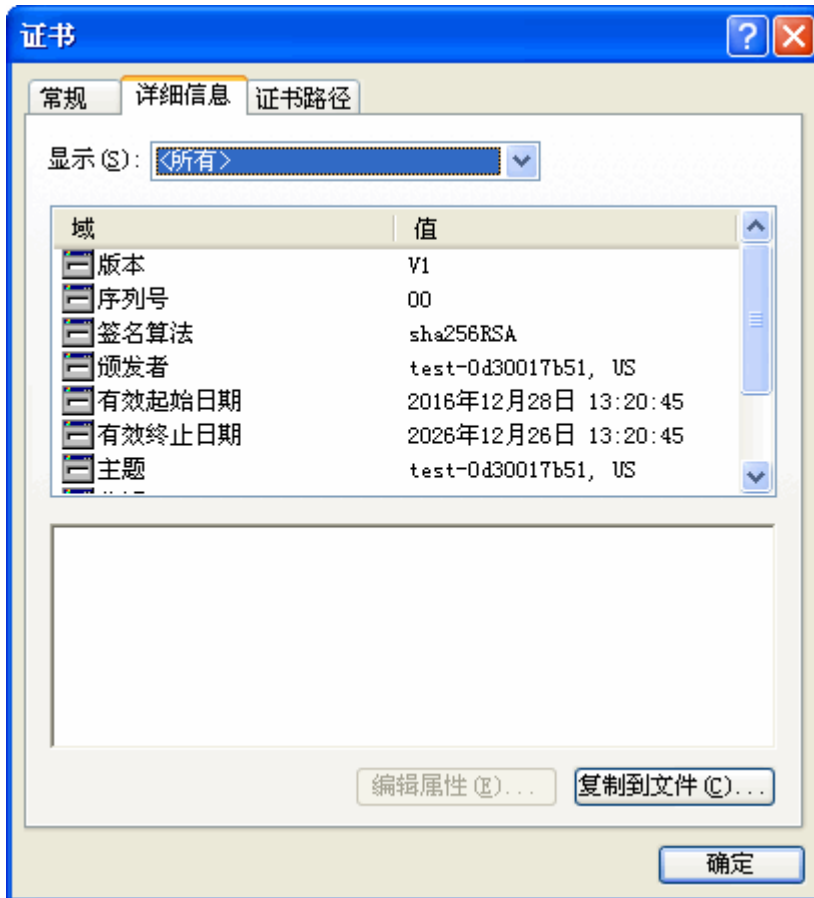 证书
常规 详细信息 证书路径
显示(S): <所有>
域 值
版本 V1
序列号 00
签名算法 sha256RSA
颁发者 test-0d30017b51, US
有效起始日期 2016年12月28日 13:20:45
有效终止日期 2026年12月26日 13:20:45
主题 test-0d30017b51, US
编辑属性(E)... 复制到文件(C)...
确定